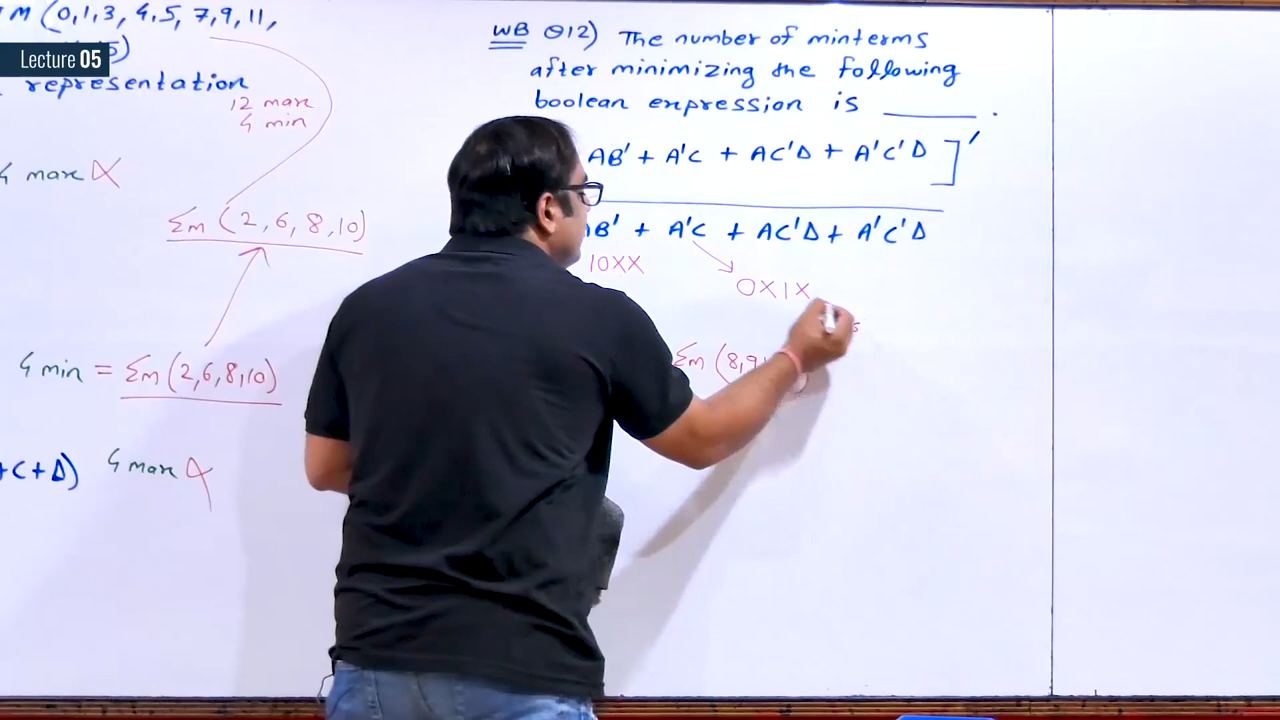 M (0,1,3, 4,5, 7,9,11,
Lecture 05
5)
representation
12 max
4 min
4 max
Σm (2,6,8,10)
4 min = Σm (2,6,8,10)
+C+D) 4 max
WB Q12) The number of minterms
after minimizing the following
boolean expression is ______ .
AB' + A'C + AC'D + A'C'D ]'
B' + A'C + AC'D + A'C'D
10XX
0X1X
Σm (8,9